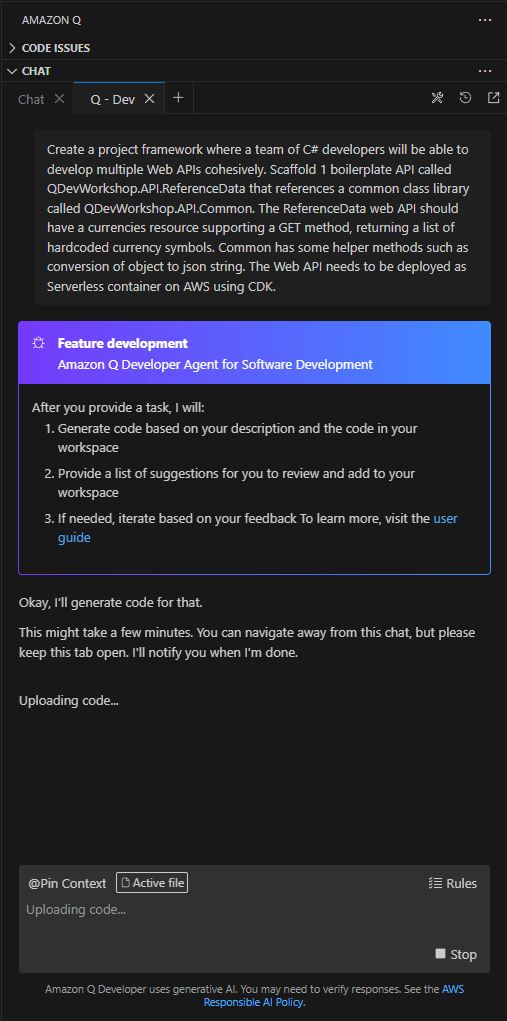 AMAZON Q
CODE ISSUES
CHAT
Chat
Q - Dev
Create a project framework where a team of C# developers will be able to
develop multiple Web APIs cohesively. Scaffold 1 boilerplate API called
QDevWorkshop.API.ReferenceData that references a common class library
called QDevWorkshop.API.Common. The ReferenceData web API should
have a currencies resource supporting a GET method, returning a list of
hardcoded currency symbols. Common has some helper methods such as
conversion of object to json string. The Web API needs to be deployed as
Serverless container on AWS using CDK.
Feature development
Amazon Q Developer Agent for Software Development
After you provide a task, I will:
1. Generate code based on your description and the code in your
workspace
2. Provide a list of suggestions for you to review and add to your
workspace
3. If needed, iterate based on your feedback To learn more, visit the user
guide
Okay, I'll generate code for that.
This might take a few minutes. You can navigate away from this chat, but please
keep this tab open. I'll notify you when I'm done.
Uploading code...
@Pin Context
Active file
Rules
Uploading code...
Stop
Amazon Q Developer uses generative AI. You may need to verify responses. See the AWS
Responsible AI Policy.